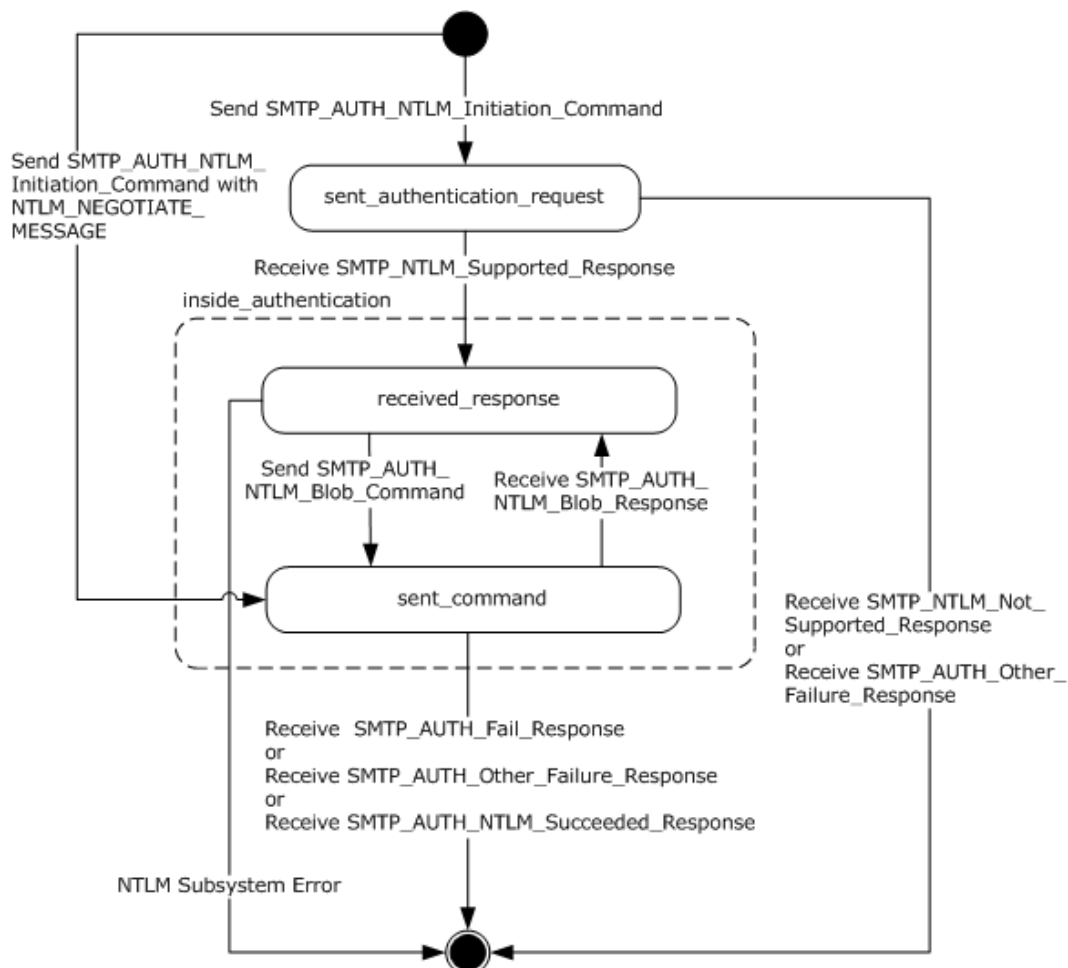 Send SMTP_AUTH_NTLM_Initiation_Command
Send SMTP_AUTH_NTLM_
Initiation_Command with
NTLM_NEGOTIATE_
MESSAGE
sent_authentication_request
Receive SMTP_NTLM_Supported_Response
inside_authentication
received_response
Send SMTP_AUTH_
NTLM_Blob_Command
Receive SMTP_AUTH_
NTLM_Blob_Response
sent_command
Receive SMTP_NTLM_Not_
Supported_Response
or
Receive SMTP_AUTH_Other_
Failure_Response
Receive SMTP_AUTH_Fail_Response
or
Receive SMTP_AUTH_Other_Failure_Response
or
Receive SMTP_AUTH_NTLM_Succeeded_Response
NTLM Subsystem Error